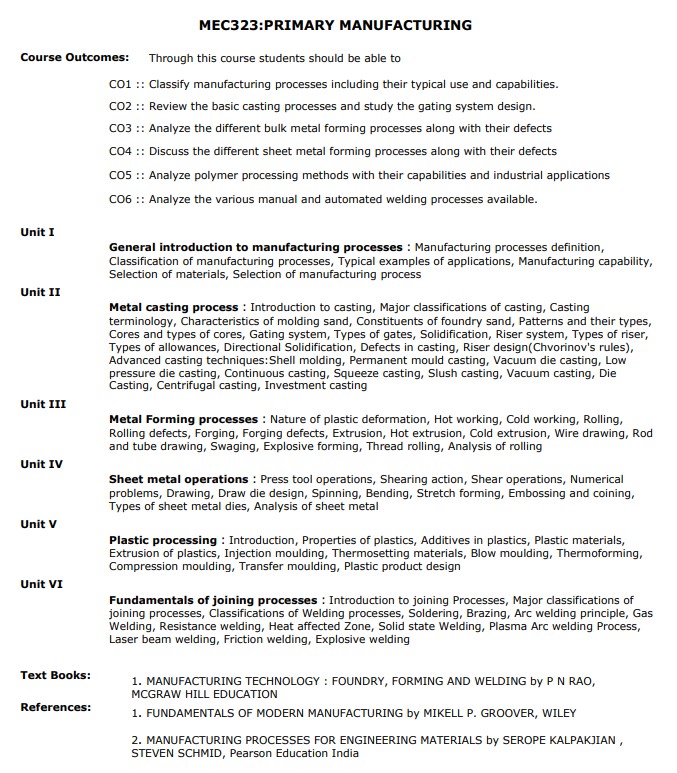 MEC323:PRIMARY MANUFACTURING
Course Outcomes: Through this course students should be able to
CO1 :: Classify manufacturing processes including their typical use and capabilities.
CO2 :: Review the basic casting processes and study the gating system design.
CO3 :: Analyze the different bulk metal forming processes along with their defects
CO4 :: Discuss the different sheet metal forming processes along with their defects
CO5 :: Analyze polymer processing methods with their capabilities and industrial applications
CO6 :: Analyze the various manual and automated welding processes available.
Unit I
General introduction to manufacturing processes : Manufacturing processes definition,
Classification of manufacturing processes, Typical examples of applications, Manufacturing capability,
Selection of materials, Selection of manufacturing process
Unit II
Metal casting process : Introduction to casting, Major classifications of casting, Casting
terminology, Characteristics of molding sand, Constituents of foundry sand, Patterns and their types,
Cores and types of cores, Gating system, Types of gates, Solidification, Riser system, Types of riser,
Types of allowances, Directional Solidification, Defects in casting, Riser design(Chvorinov's rules),
Advanced casting techniques:Shell molding, Permanent mould casting, Vacuum die casting, Low
pressure die casting, Continuous casting, Squeeze casting, Slush casting, Vacuum casting, Die
Casting, Centrifugal casting, Investment casting
Unit III
Metal Forming processes : Nature of plastic deformation, Hot working, Cold working, Rolling,
Rolling defects, Forging, Forging defects, Extrusion, Hot extrusion, Cold extrusion, Wire drawing, Rod
and tube drawing, Swaging, Explosive forming, Thread rolling, Analysis of rolling
Unit IV
Sheet metal operations : Press tool operations, Shearing action, Shear operations, Numerical
problems, Drawing, Draw die design, Spinning, Bending, Stretch forming, Embossing and coining,
Types of sheet metal dies, Analysis of sheet metal
Unit V
Plastic processing : Introduction, Properties of plastics, Additives in plastics, Plastic materials,
Extrusion of plastics, Injection moulding, Thermosetting materials, Blow moulding, Thermoforming,
Compression moulding, Transfer moulding, Plastic product design
Unit VI
Fundamentals of joining processes : Introduction to joining Processes, Major classifications of
joining processes, Classifications of Welding processes, Soldering, Brazing, Arc welding principle, Gas
Welding, Resistance welding, Heat affected Zone, Solid state Welding, Plasma Arc welding Process,
Laser beam welding, Friction welding, Explosive welding
Text Books:
1. MANUFACTURING TECHNOLOGY : FOUNDRY, FORMING AND WELDING by P N RAO,
MCGRAW HILL EDUCATION
References:
1. FUNDAMENTALS OF MODERN MANUFACTURING by MIKELL P. GROOVER, WILEY
2. MANUFACTURING PROCESSES FOR ENGINEERING MATERIALS by SEROPE KALPAKJIAN ,
STEVEN SCHMID, Pearson Education India